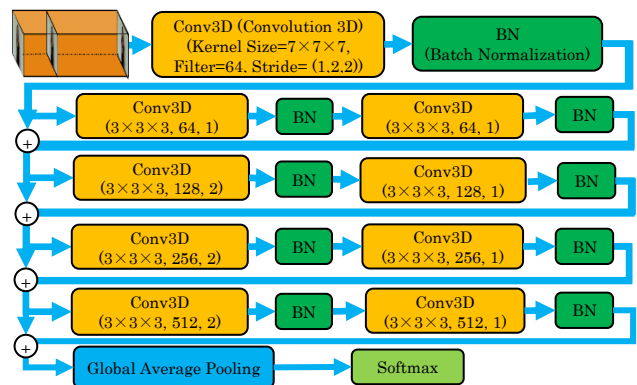 Conv3D (Convolution 3D)
(Kernel Size=7×7×7,
Filter=64, Stride= (1,2,2))
BN
(Batch Normalization)
Conv3D
(3×3×3, 64, 1)
BN
Conv3D
(3×3×3, 64, 1)
BN
+
Conv3D
(3×3×3, 128, 2)
BN
Conv3D
(3×3×3, 128, 1)
BN
+
Conv3D
(3×3×3, 256, 2)
BN
Conv3D
(3×3×3, 256, 1)
BN
+
Conv3D
(3×3×3, 512, 2)
BN
Conv3D
(3×3×3, 512, 1)
BN
+
Global Average Pooling
Softmax